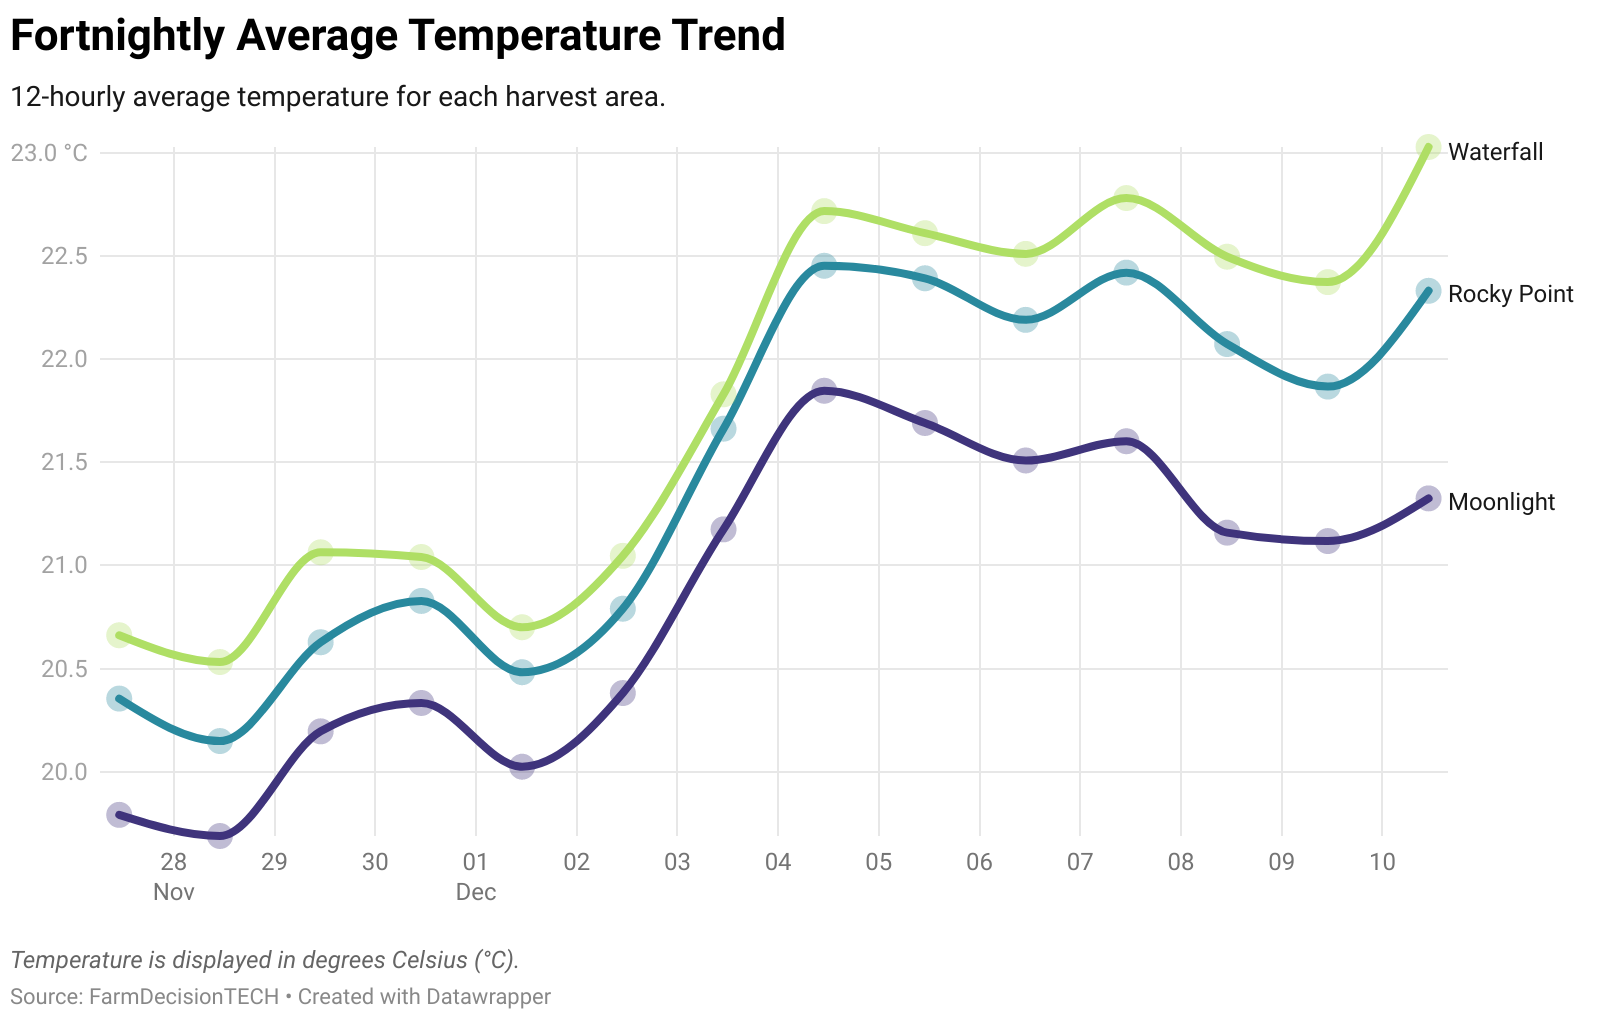 Fortnightly Average Temperature Trend
12-hourly average temperature for each harvest area.
23.0 °C
Waterfall
22.5
Rocky Point
22.0
21.5
Moonlight
21.0
20.5
20.0
28 29 30 01 02 03 04 05 06 07 08 09 10
Nov Dec
Temperature is displayed in degrees Celsius (°C).
Source: FarmDecisionTECH • Created with Datawrapper